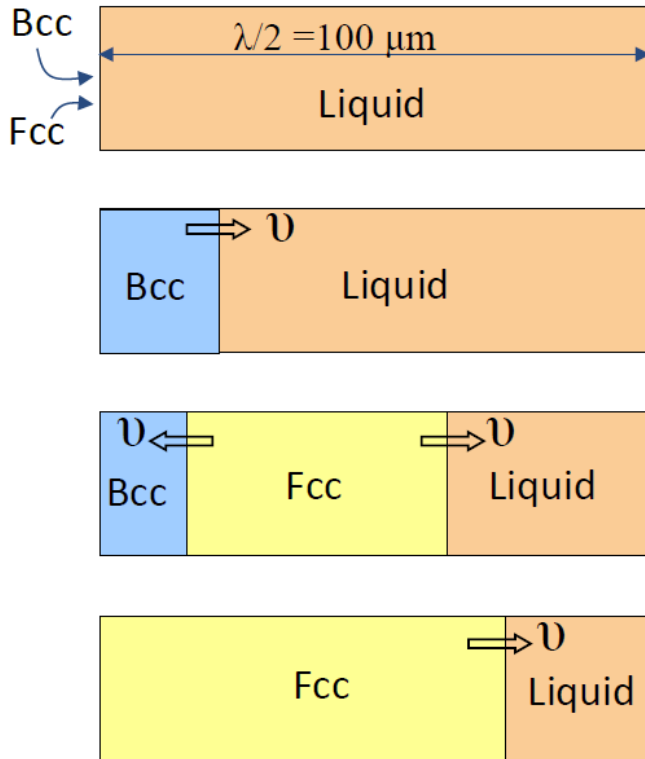 Bcc
λ/2 =100 μm
Fcc
Liquid
υ
Bcc
Liquid
υ
υ
Bcc
Fcc
Liquid
υ
Fcc
Liquid